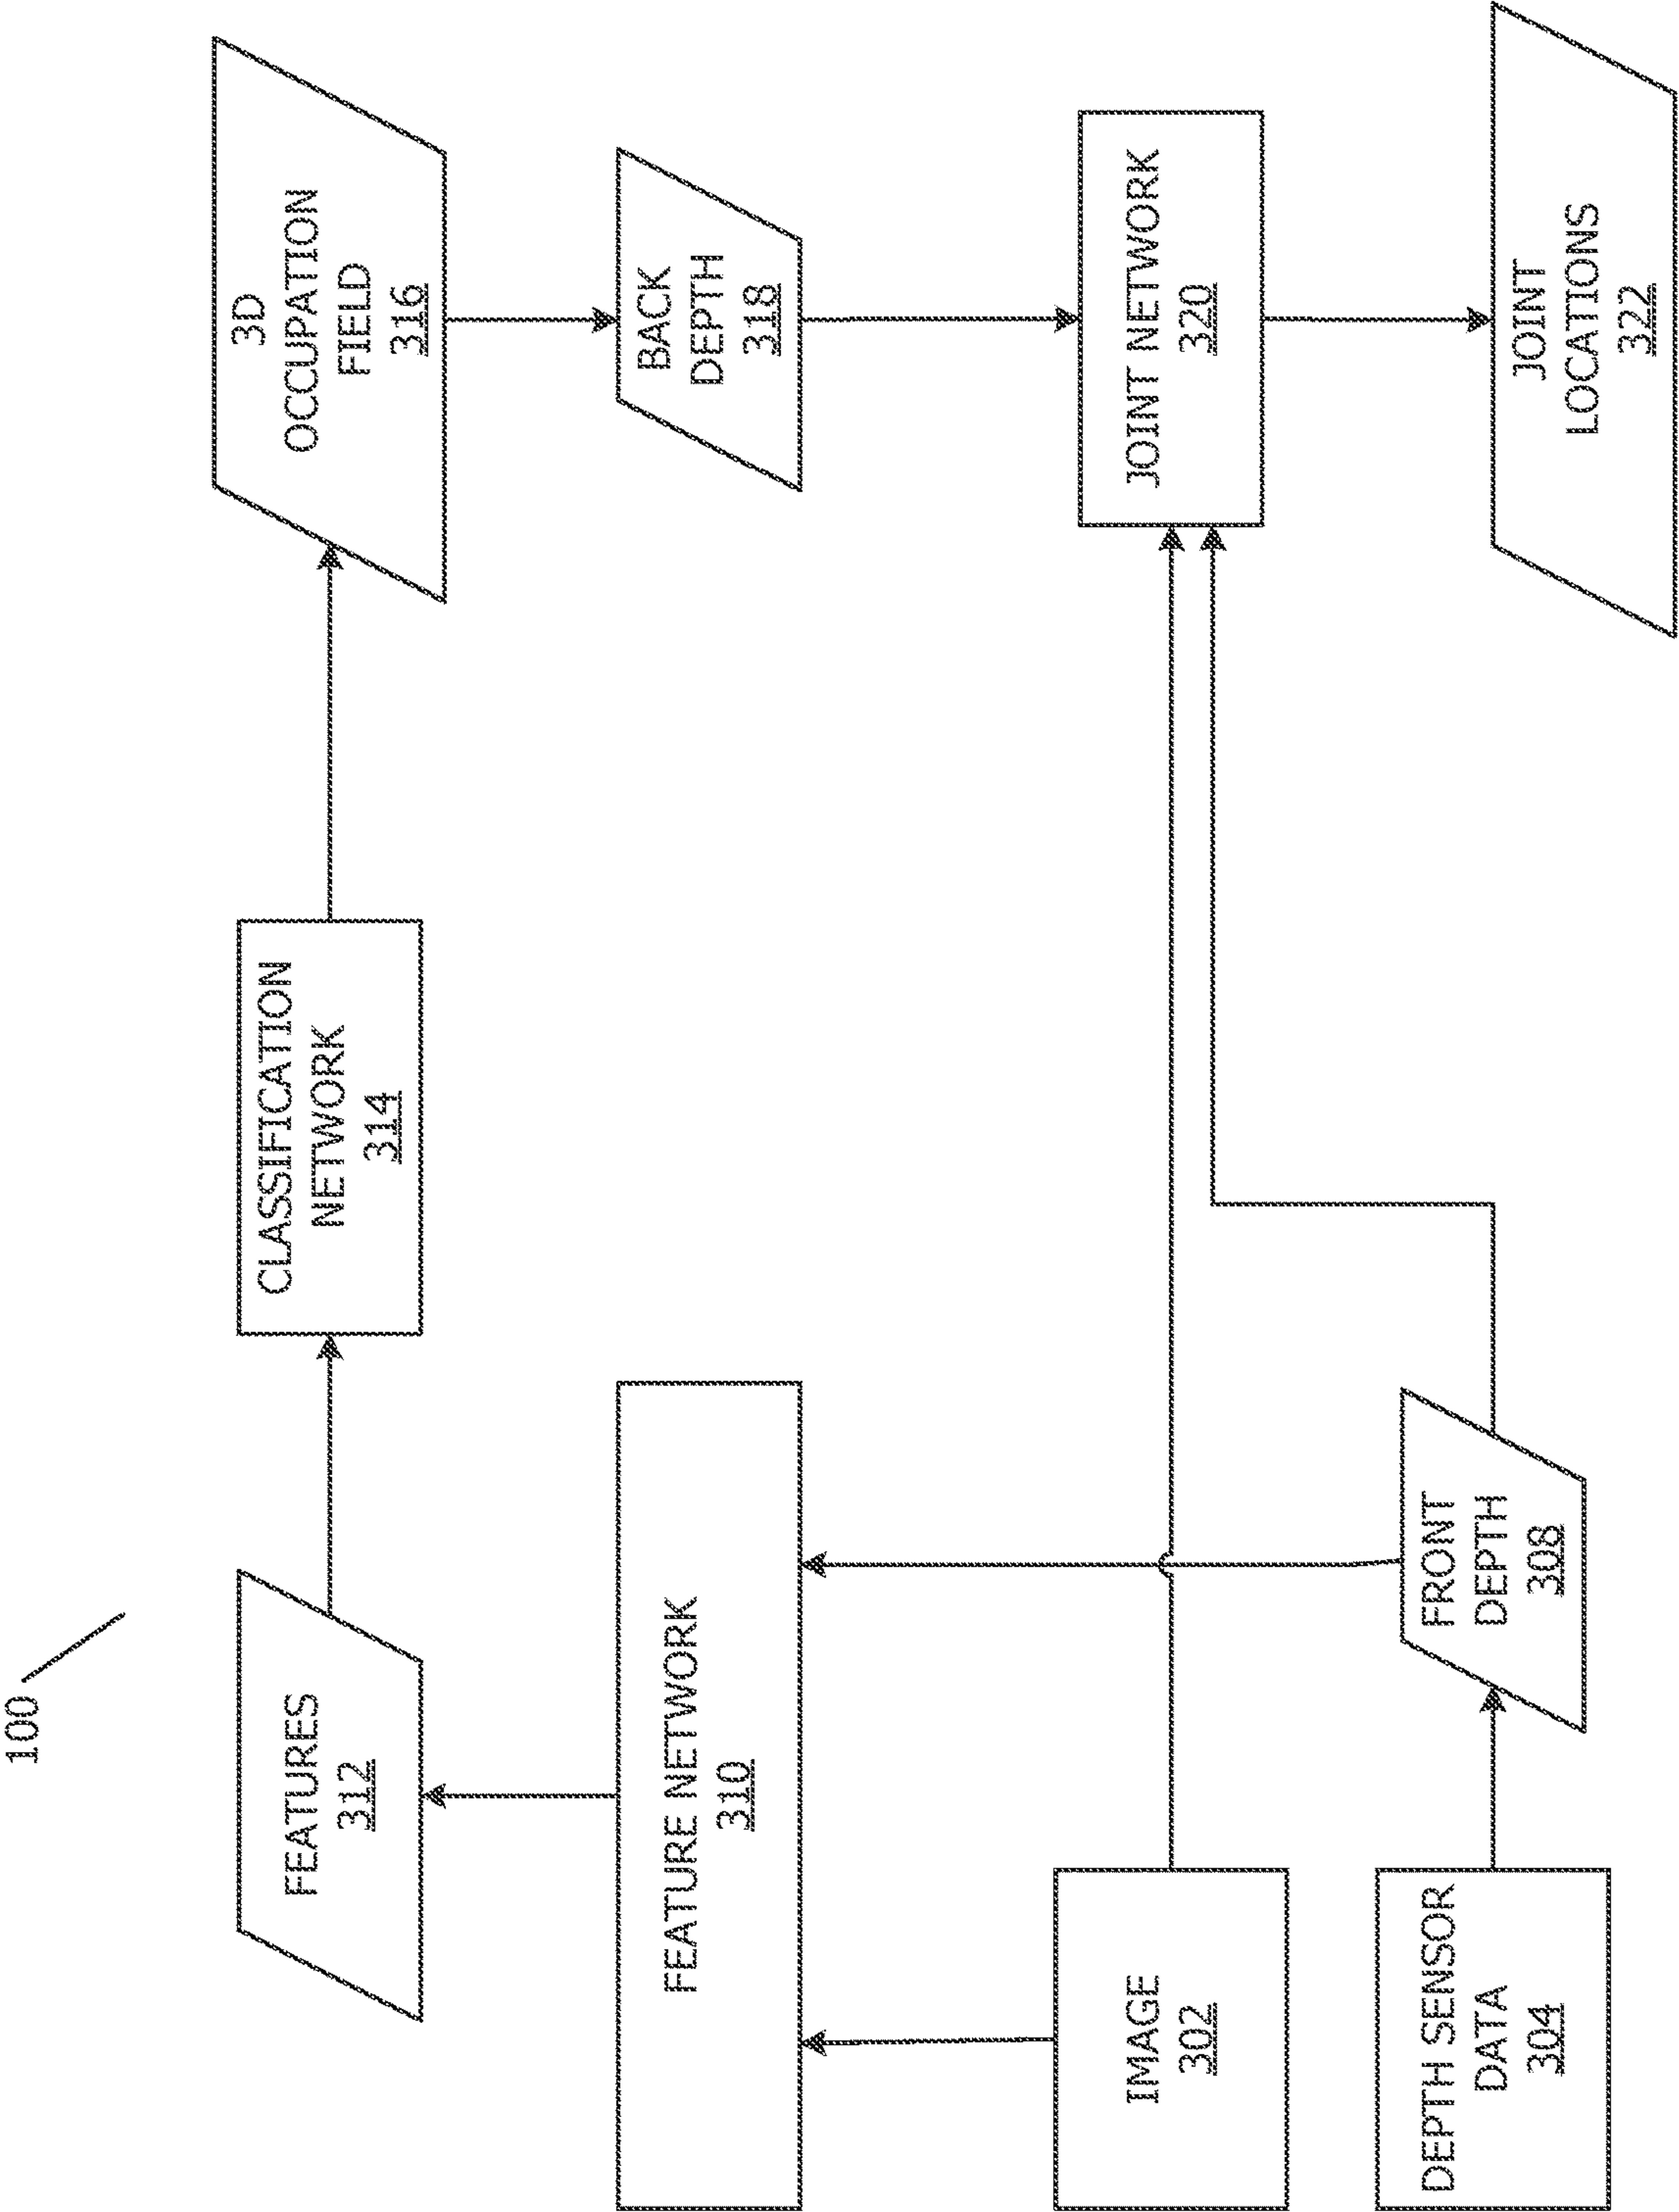 100
FEATURES
312
CLASSIFICATION
NETWORK
314
3D
OCCUPATION
FIELD
316
FEATURE NETWORK
310
BACK
DEPTH
318
IMAGE
302
JOINT NETWORK
320
DEPTH SENSOR
DATA
304
FRONT
DEPTH
308
JOINT
LOCATIONS
322